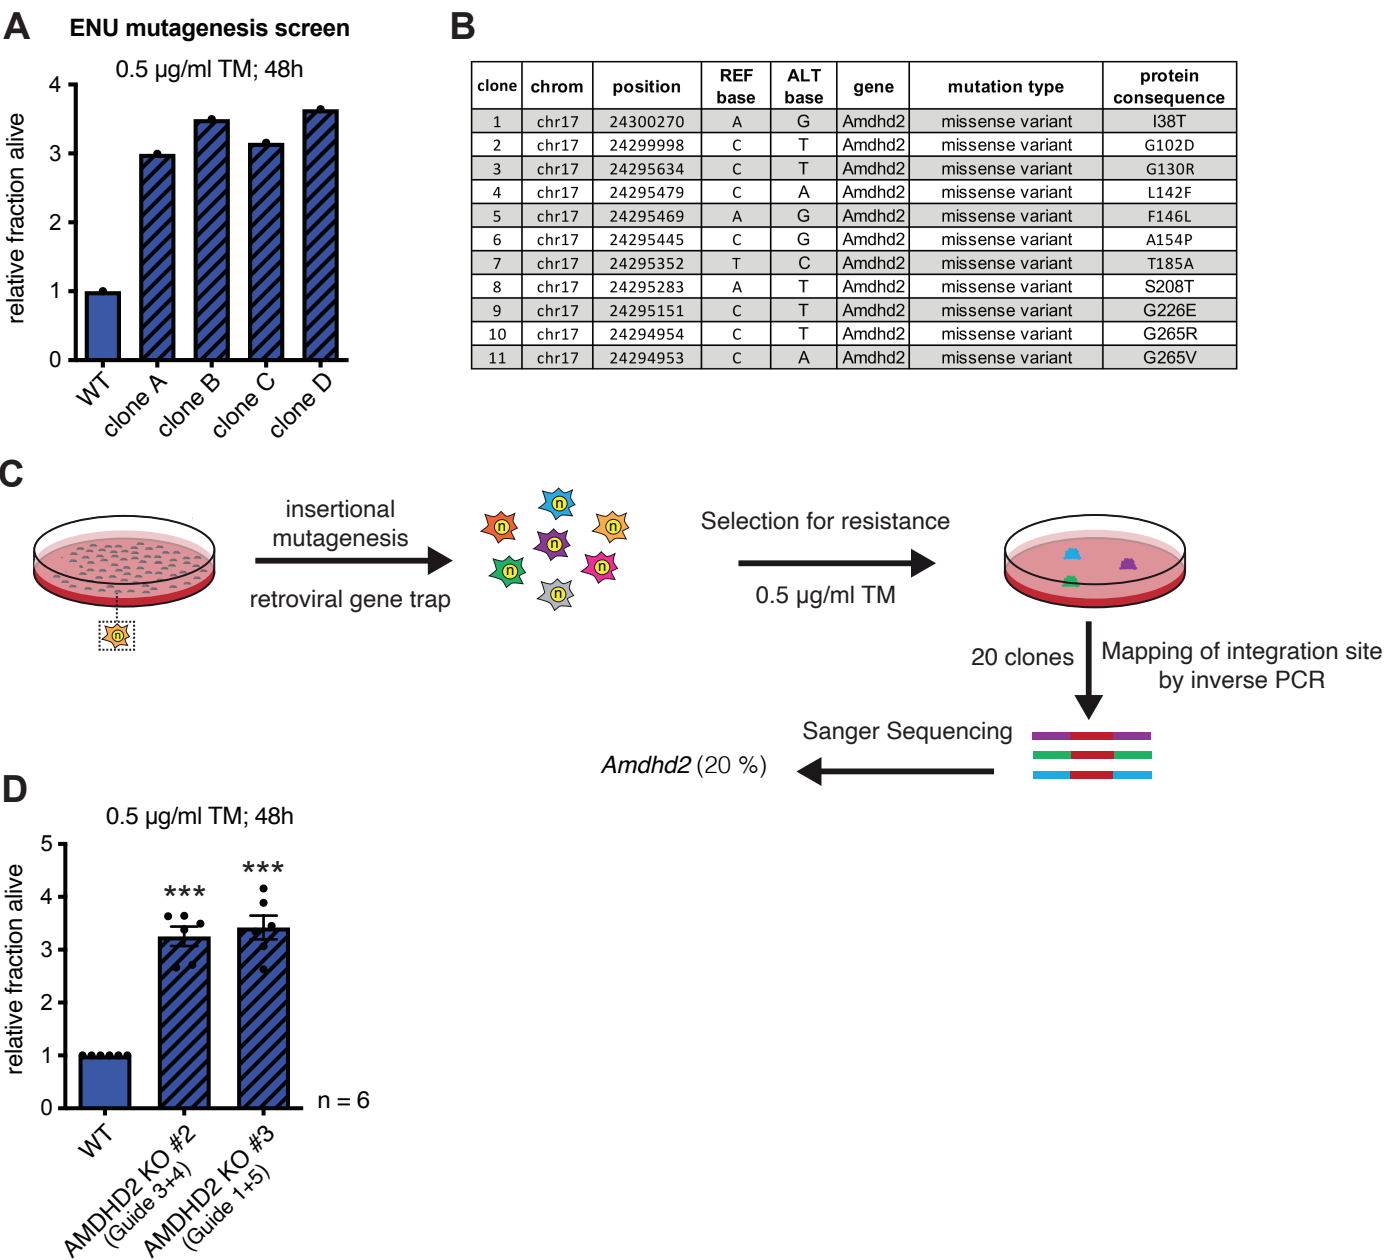 A
ENU mutagenesis screen
0.5 µg/ml TM; 48h
relative fraction alive
4
3
2
1
0
WT
clone A
clone B
clone C
clone D
B
clone chrom position REF base ALT base gene mutation type protein consequence
1 chr17 24300270 A G Amdhd2 missense variant I38T
2 chr17 24299998 C T Amdhd2 missense variant G102D
3 chr17 24295634 C T Amdhd2 missense variant G130R
4 chr17 24295479 C A Amdhd2 missense variant L142F
5 chr17 24295469 A G Amdhd2 missense variant F146L
6 chr17 24295445 C G Amdhd2 missense variant A154P
7 chr17 24295352 T C Amdhd2 missense variant T185A
8 chr17 24295283 A T Amdhd2 missense variant S208T
9 chr17 24295151 C T Amdhd2 missense variant G226E
10 chr17 24294954 C T Amdhd2 missense variant G265R
11 chr17 24294953 C A Amdhd2 missense variant G265V
C
n
insertional
mutagenesis
retroviral gene trap
n
n
n
n
n
n
n
Selection for resistance
0.5 µg/ml TM
20 clones
Mapping of integration site
by inverse PCR
Sanger Sequencing
Amdhd2 (20 %)
D
0.5 µg/ml TM; 48h
relative fraction alive
5
4
3
2
1
0
***
***
n = 6
WT
AMDHD2 KO #2
(Guide 3+4)
AMDHD2 KO #3
(Guide 1+5)